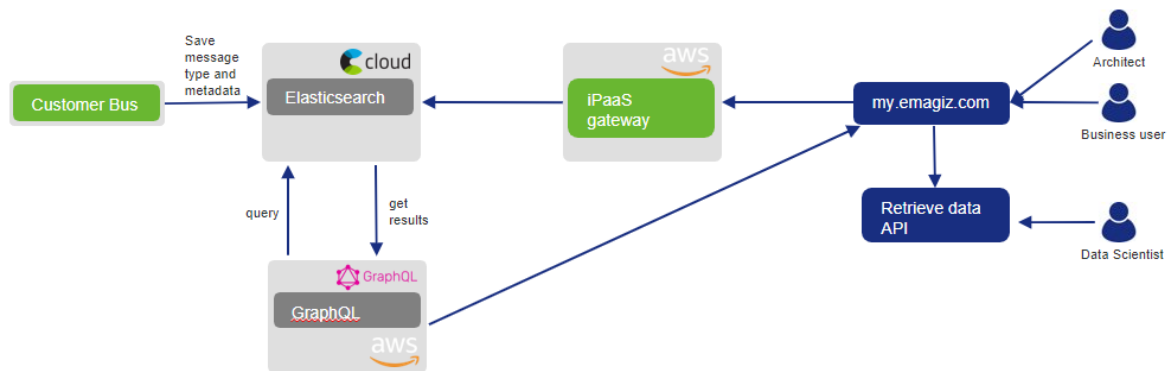 Save
message
type and
metadata
Customer Bus
cloud
Elasticsearch
aws
iPaaS
gateway
my.emagiz.com
Architect
Business user
query
get
results
Retrieve data
API
Data Scientist
GraphQL
GraphQL
aws